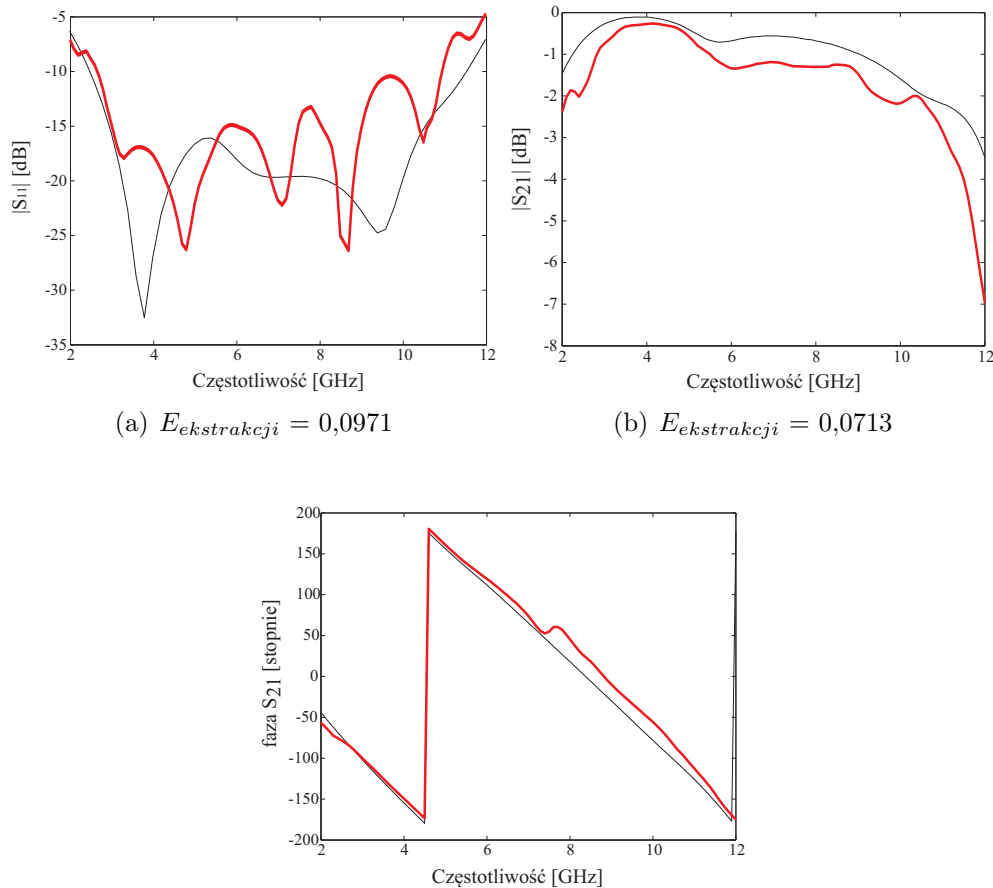 -5
-10
-15
-20
-25
-30
-35
|S11| [dB]
2 4 6 8 10 12
Częstotliwość [GHz]
(a) Eekstrakcji = 0,0971
0
-1
-2
-3
-4
-5
-6
-7
-8
|S21| [dB]
2 4 6 8 10 12
Częstotliwość [GHz]
(b) Eekstrakcji = 0,0713
200
150
100
50
0
-50
-100
-150
-200
faza S21 [stopnie]
2 4 6 8 10 12
Częstotliwość [GHz]